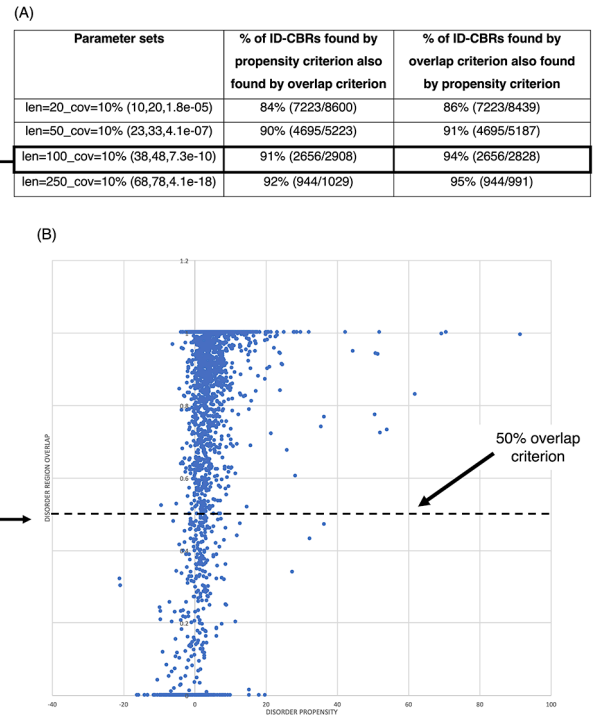 (A)
Parameter sets
% of ID-CBRs found by
propensity criterion also
found by overlap criterion
% of ID-CBRs found by
overlap criterion also found
by propensity criterion
len=20_cov=10% (10,20,1.8e-05)
84% (7223/8600)
86% (7223/8439)
len=50_cov=10% (23,33,4.1e-07)
90% (4695/5223)
91% (4695/5187)
len=100_cov=10% (38,48,7.3e-10)
91% (2656/2908)
94% (2656/2828)
len=250_cov=10% (68,78,4.1e-18)
92% (944/1029)
95% (944/991)
(B)
1.2
0.8
0.6
0.2
DISORDER REGION OVERLAP
50% overlap
criterion
-40
-20
0
20
40
60
80
100
DISORDER PROPENSITY